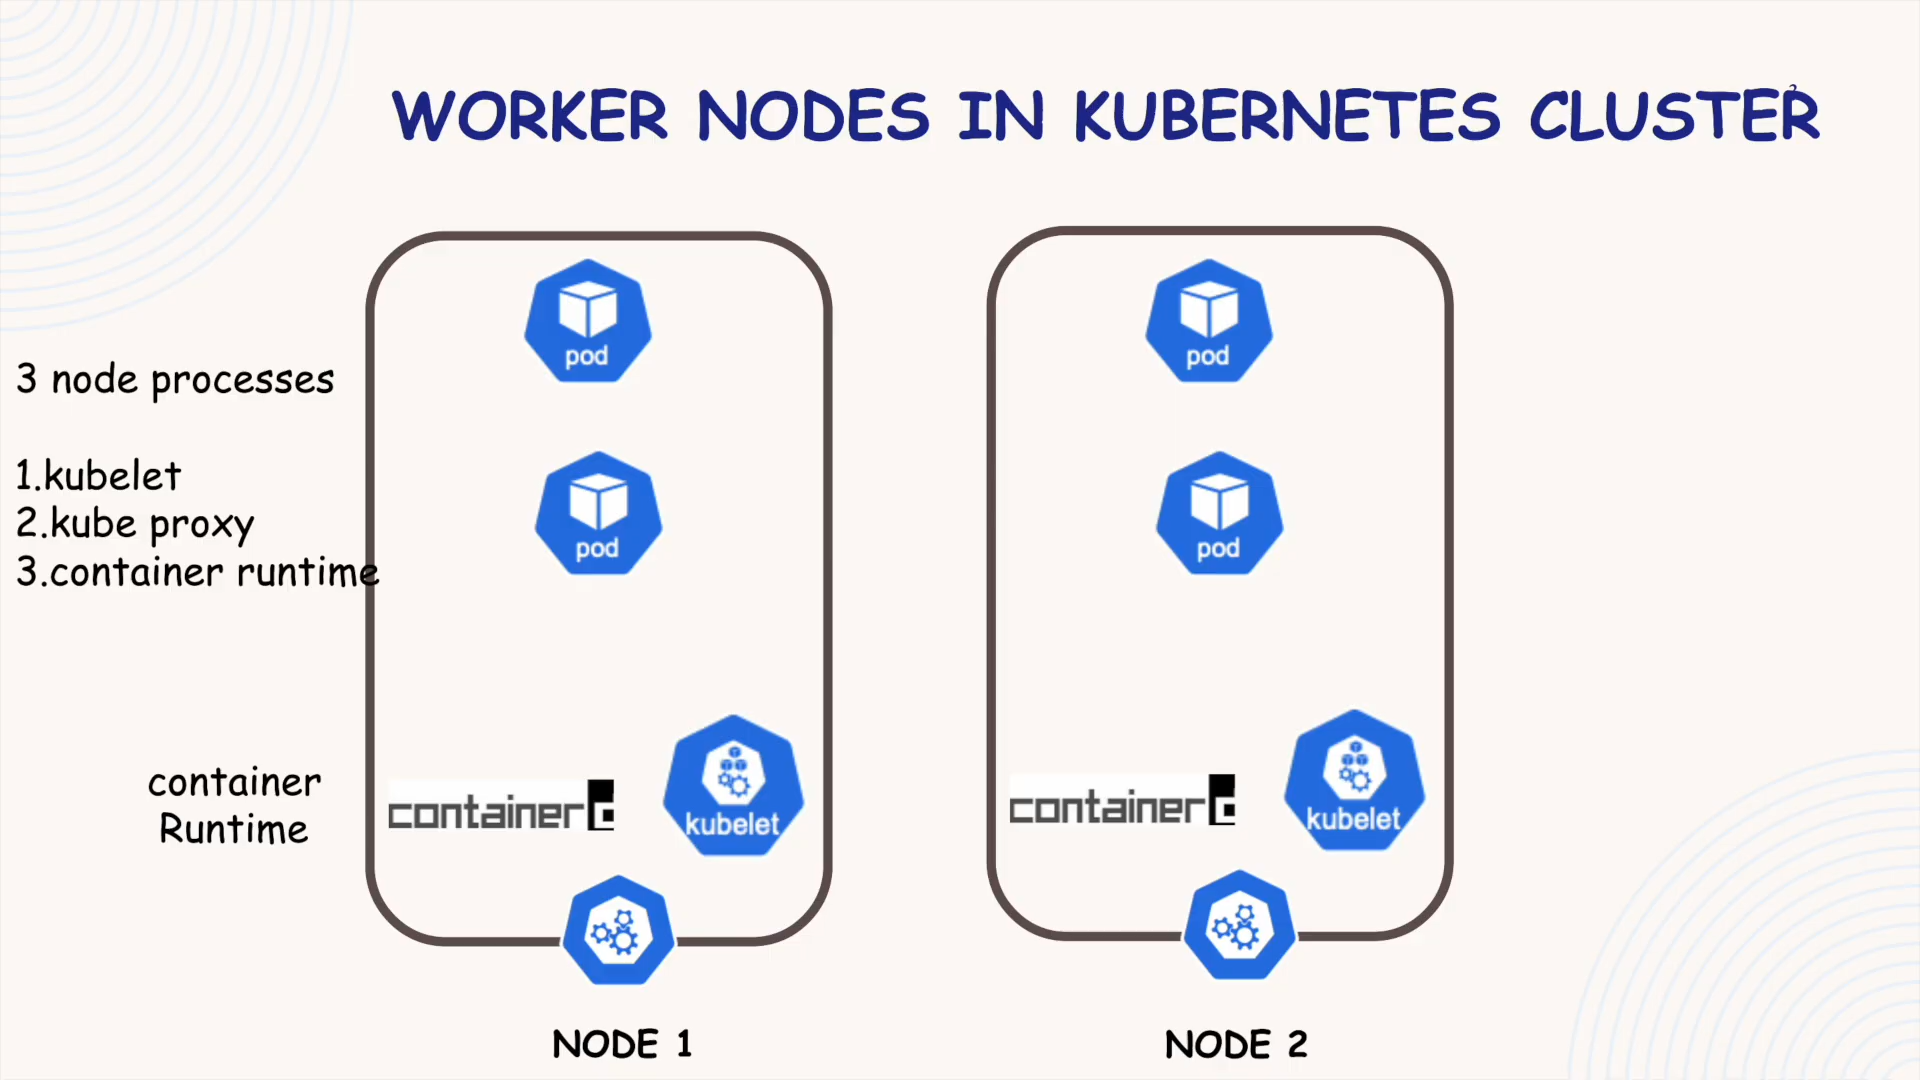 WORKER NODES IN KUBERNETES CLUSTER
3 node processes
1.kubelet
2.kube proxy
3.container runtime
container
Runtime
pod
pod
containerd
kubelet
NODE 1
pod
pod
containerd
kubelet
NODE 2